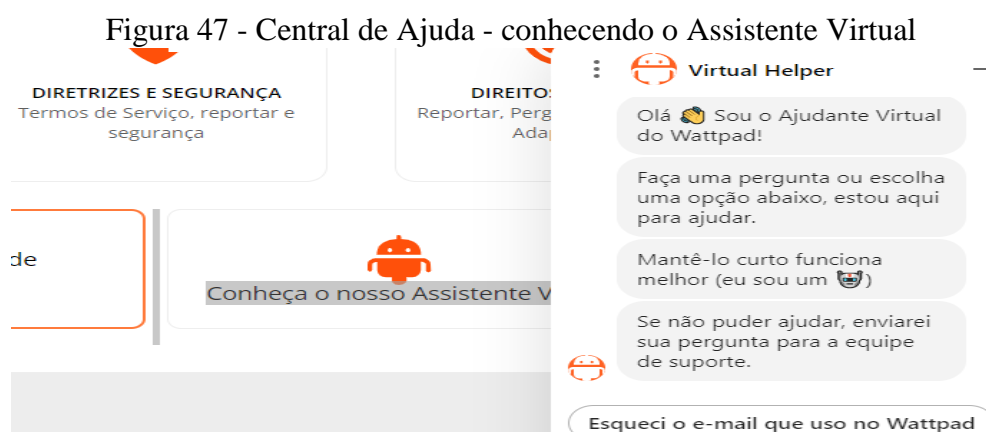 Figura 47 - Central de Ajuda - conhecendo o Assistente Virtual
DIRETRIZES E SEGURANÇA
Termos de Serviço, reportar e
segurança
DIREITO
Reportar, Perg
Ada
de
Conheça o nosso Assistente V
Virtual Helper
Olá 👏 Sou o Ajudante Virtual
do Wattpad!
Faça uma pergunta ou escolha
uma opção abaixo, estou aqui
para ajudar.
Mantê-lo curto funciona
melhor (eu sou um 🤖)
Se não puder ajudar, enviarei
sua pergunta para a equipe
de suporte.
Esqueci o e-mail que uso no Wattpad